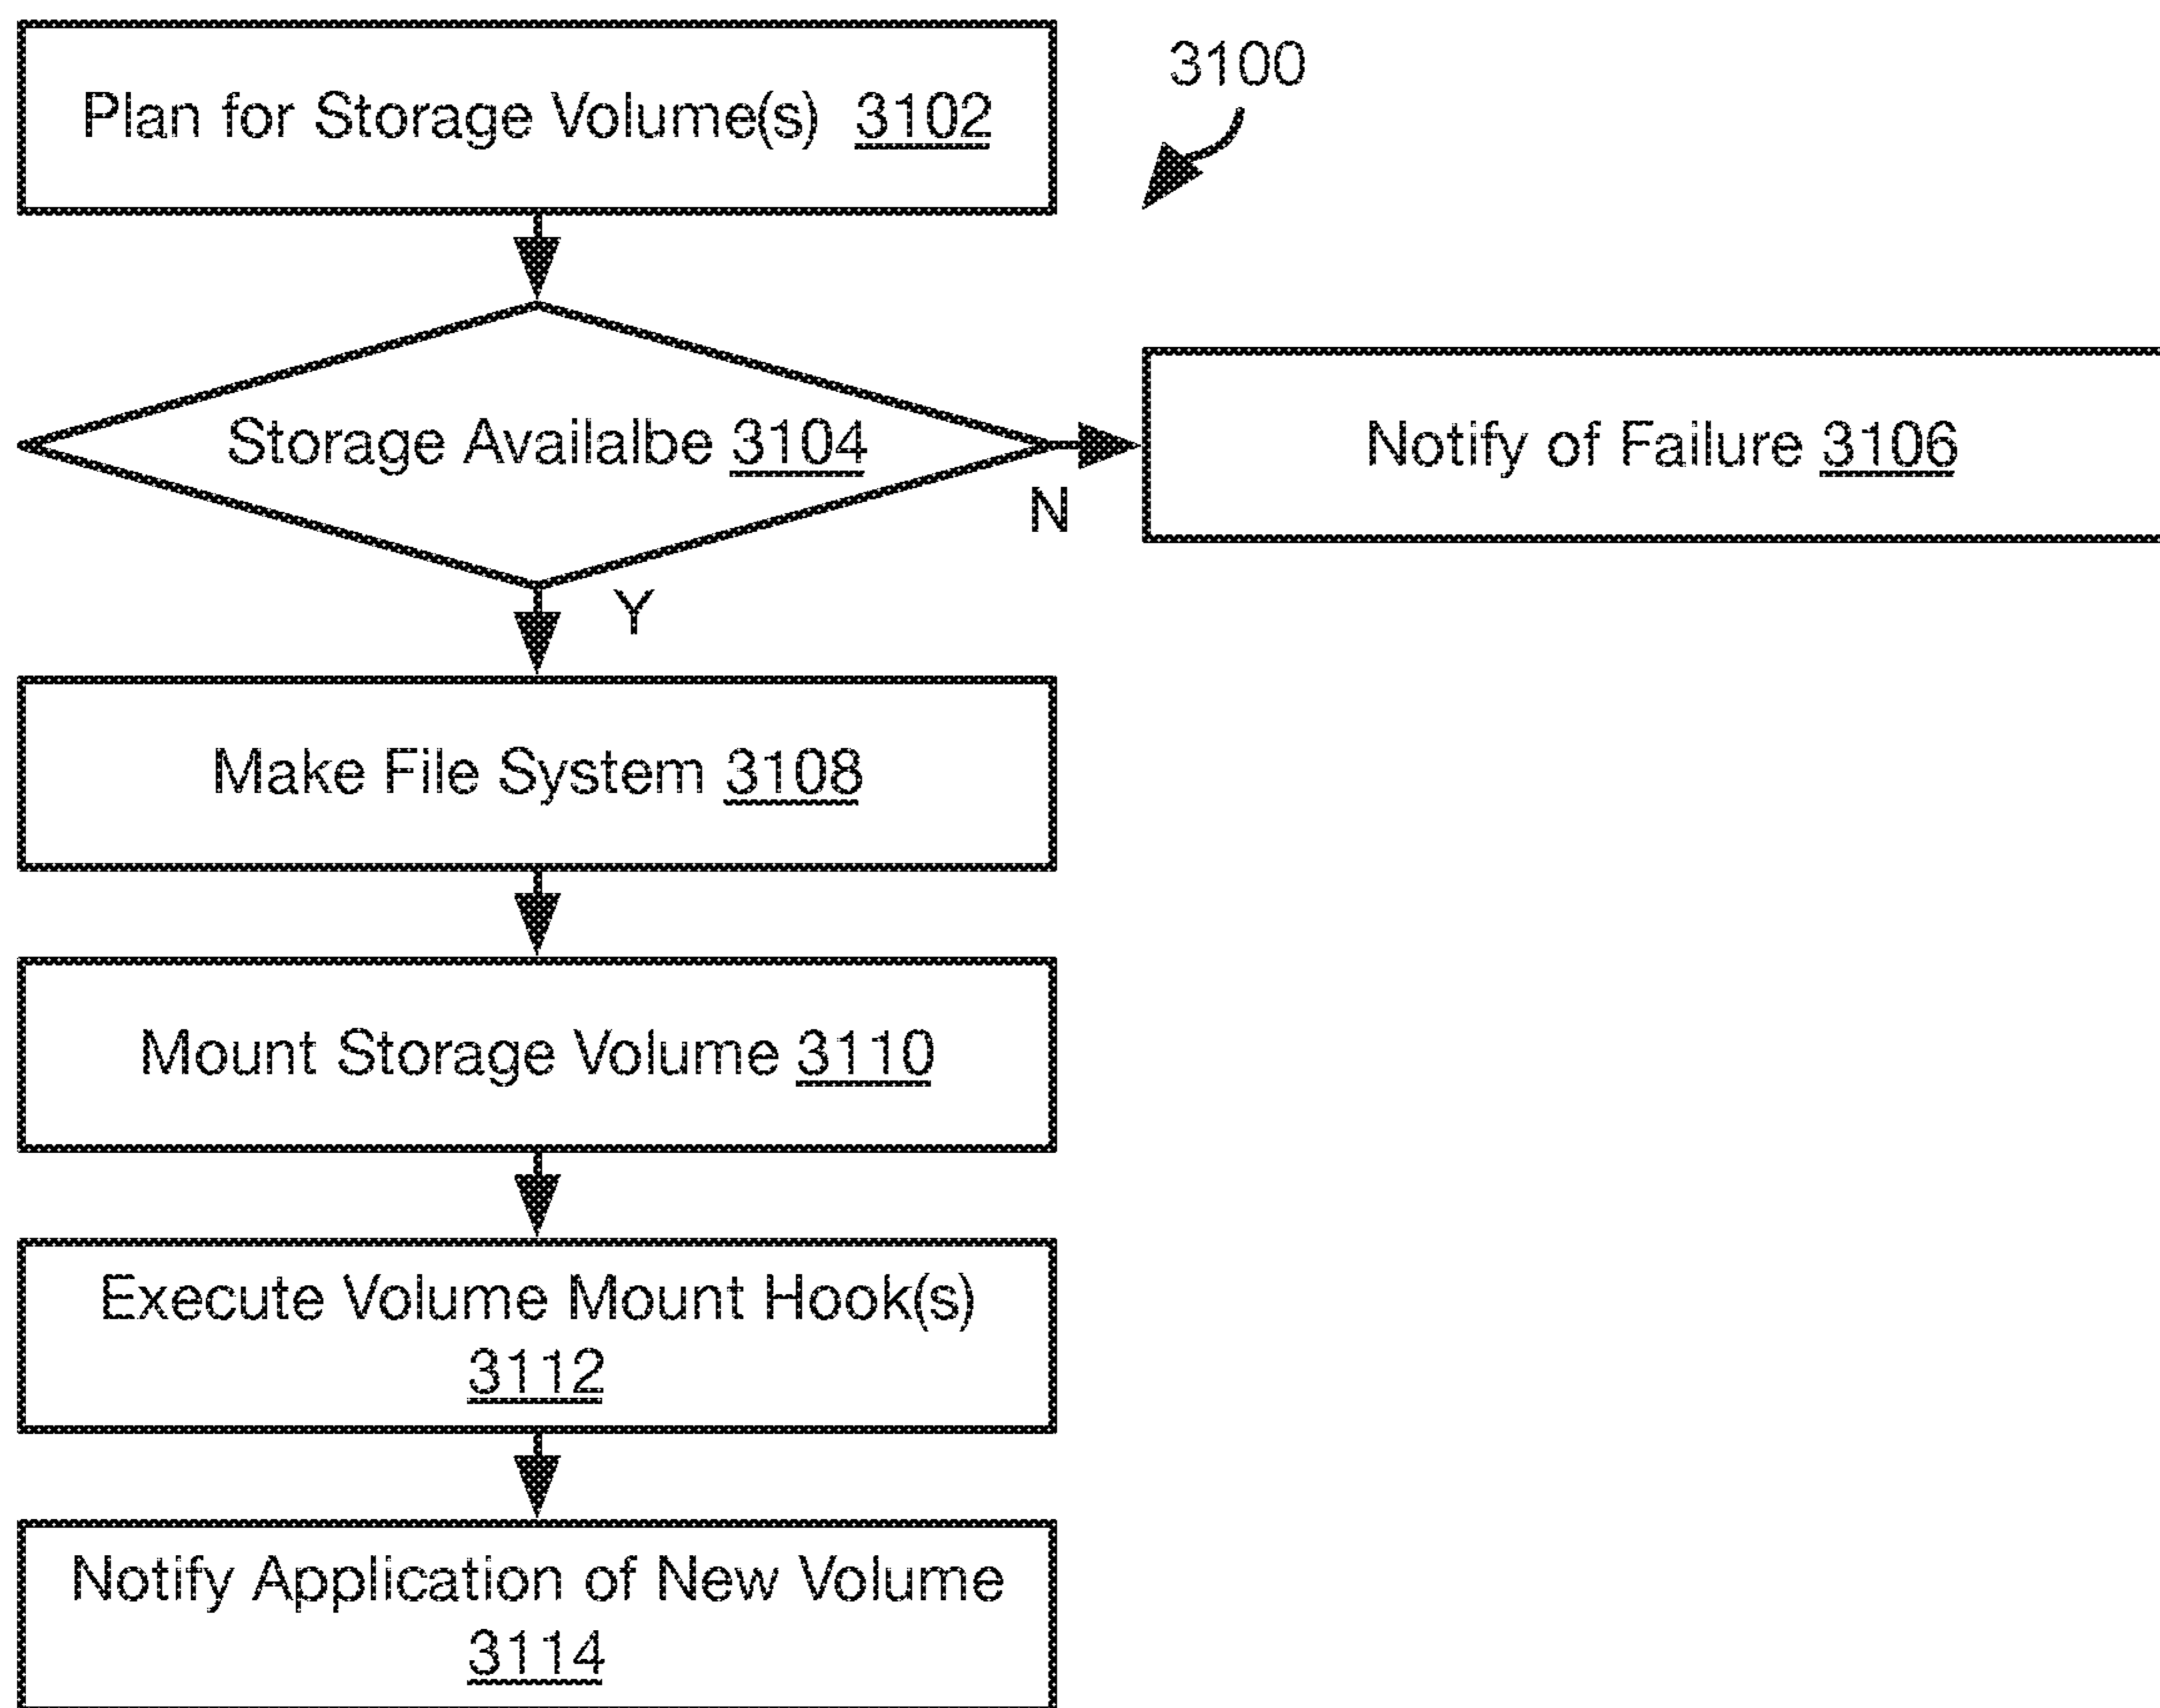 Plan for Storage Volume(s) 3102
3100
Storage Availalbe 3104
N
Notify of Failure 3106
Y
Make File System 3108
Mount Storage Volume 3110
Execute Volume Mount Hook(s)
3112
Notify Application of New Volume
3114